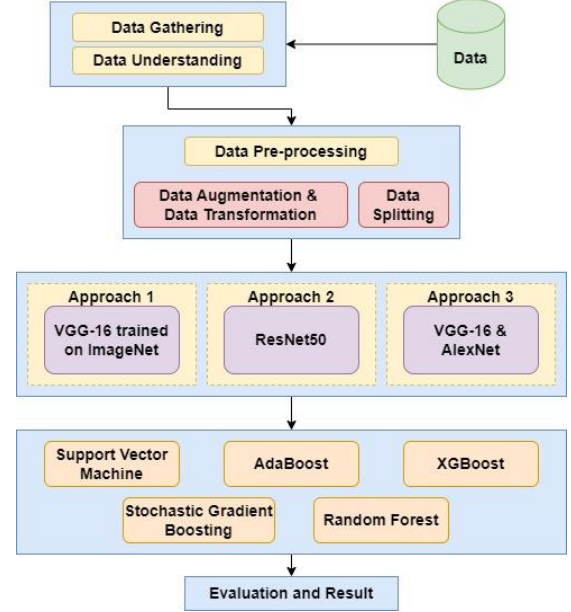 Data Gathering
Data Understanding
Data
Data Pre-processing
Data Augmentation &
Data Transformation
Data
Splitting
Approach 1
VGG-16 trained
on ImageNet
Approach 2
ResNet50
Approach 3
VGG-16 &
AlexNet
Support Vector
Machine
AdaBoost
XGBoost
Stochastic Gradient
Boosting
Random Forest
Evaluation and Result